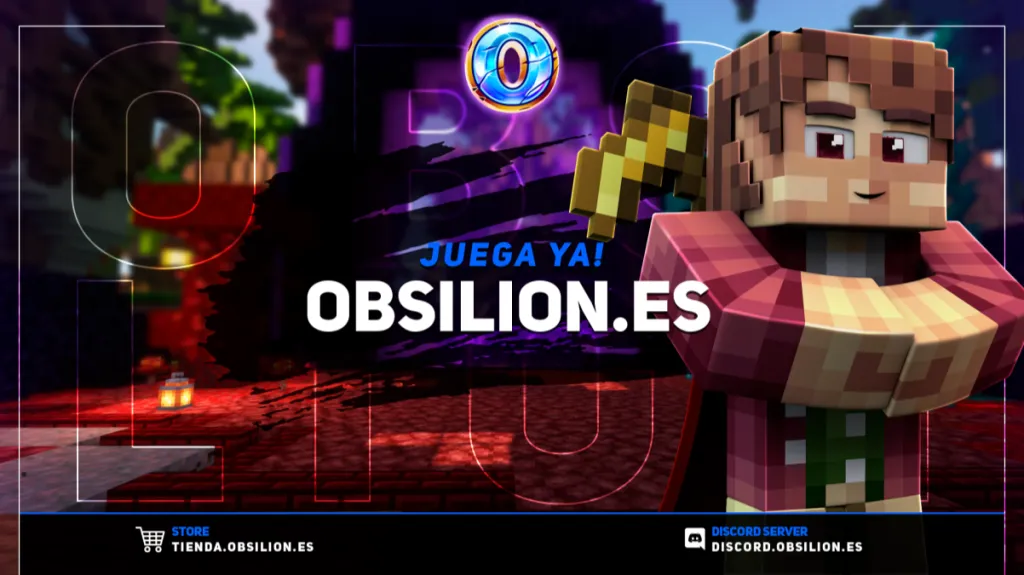 O
JUEGA YA!
OBSILION.ES
STORE
TIENDA.OBSILION.ES
DISCORD SERVER
DISCORD.OBSILION.ES